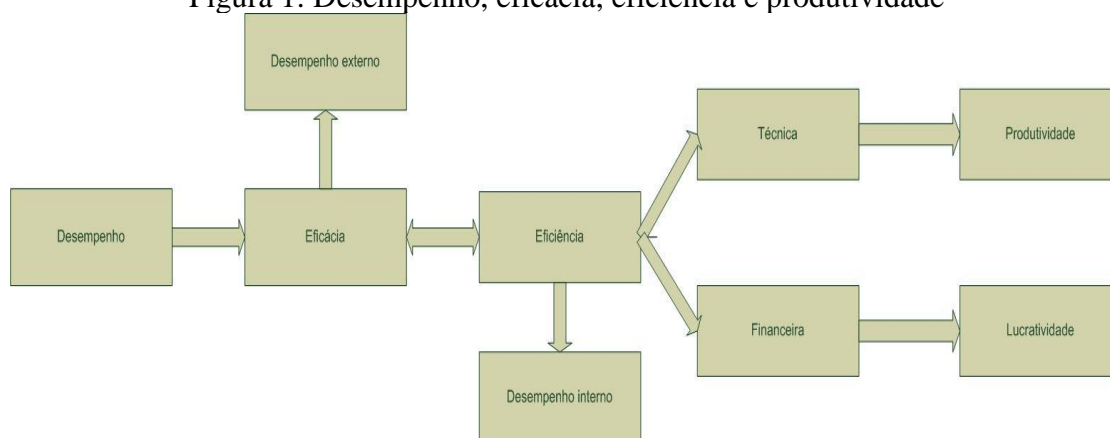 Figura 1: Desempenho, eficácia, eficiência e produtividade
Desempenho externo
Técnica
Produtividade
Desempenho
Eficácia
Eficiência
Financeira
Lucratividade
Desempenho interno